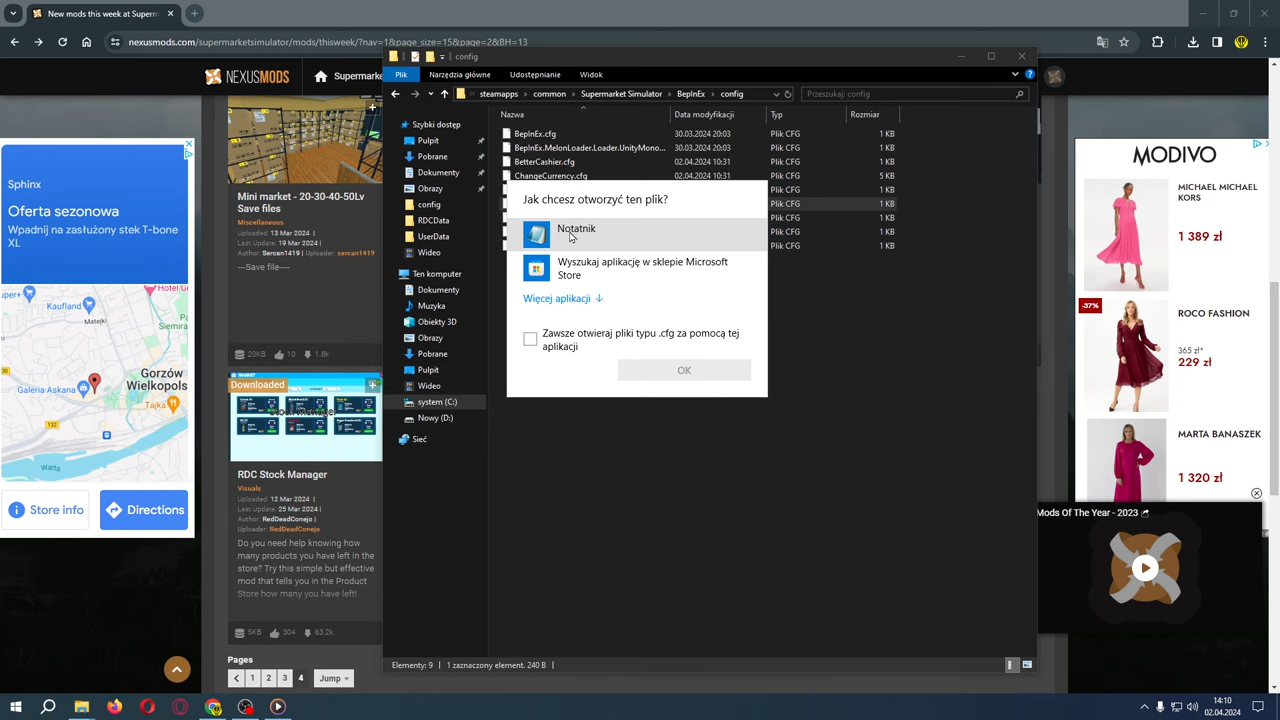 New mods this week at Superm
nexusmods.com/supermarketsimulator/mods/thisweek/?nav=1&page_size=15&page=2&BH=13
NEXUSMODS
Supermarke
Sphinx
Oferta sezonowa
Wpadnij na soczysty stek T-bone
XL
Kaufland
Matejki
Gorzów
Wielkopols
Galeria Askana
Tajka
Siemira
Warta
Store info
Directions
Mini market - 20-30-40-50Lv
Save files
Miscellaneous
Uploaded: 13 Mar 2024 |
Last Update: 19 Mar 2024 |
Author: Sercan1419 | Uploader: sercan1419
----Save file----
20KB 10 1.8k
Downloaded
RDC Stock Manager
Visuals
Uploaded: 12 Mar 2024 |
Last Update: 25 Mar 2024 |
Author: RedDeadConejo |
Uploader: RedDeadConejo
Do you need help knowing how
many products you have left in the
store? Try this simple but effective
mod that tells you in the Product
Store how many you have left!
5KB 304 63.2k
Pages
1 2 3 4 Jump
config
Plik Narzędzia główne Udostępnianie Widok
steamapps > common > Supermarket Simulator > BepInEx > config
Przeszukaj: config
Szybki dostęp
Pulpit
Pobrane
Dokumenty
Obrazy
config
RDCData
UserData
Wideo
Ten komputer
Dokumenty
Muzyka
Obiekty 3D
Obrazy
Pobrane
Pulpit
Wideo
system (C:)
Nowy (D:)
Sieć
Nazwa Data modyfikacji Typ Rozmiar
BepInEx.cfg 30.03.2024 20:03 Plik CFG 1 KB
BepInEx.MelonLoader.Loader.UnityMono... 30.03.2024 20:03 Plik CFG 1 KB
BetterCashier.cfg 02.04.2024 10:31 Plik CFG 1 KB
ChangeCurrency.cfg 02.04.2024 10:31 Plik CFG 5 KB
Plik CFG 1 KB
Plik CFG 1 KB
Plik CFG 1 KB
Plik CFG 1 KB
Plik CFG 1 KB
Jak chcesz otworzyć ten plik?
Notatnik
Wyszukaj aplikację w sklepie Microsoft
Store
Więcej aplikacji
Zawsze otwieraj pliki typu .cfg za pomocą tej
aplikacji
OK
Elementy: 9 | 1 zaznaczony element. 240 B |
MODIVO
MICHAEL MICHAEL
KORS
1 389 zł
-37%
ROCO FASHION
365 zł*
229 zł
MARTA BANASZEK
1 320 zł
Mods Of The Year - 2023
14:10
02.04.2024